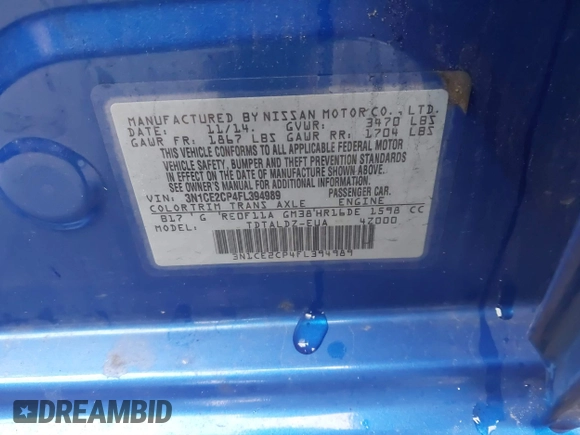 MANUFACTURED BY NISSAN MOTOR CO., LTD.
DATE: 11/14. GVWR: 3470 LBS
GAWR FR: 1867 LBS GAWR RR: 1704 LBS
THIS VEHICLE CONFORMS TO ALL APPLICABLE FEDERAL MOTOR
VEHICLE SAFETY, BUMPER AND THEFT PREVENTION STANDARDS
IN EFFECT ON THE DATE OF MANUFACTURE SHOWN ABOVE.
SEE OWNER'S MANUAL FOR ADDITIONAL INFORMATION.
VIN: 3N1CE2CP4FL394989 PASSENGER CAR.
COLOR TRIM TRANS AXLE ENGINE
B17 G RE0F11A GM38 HR16DE 1598 CC
MODEL: TDTALDZ-EUA 4Z000
3N1CE2CP4FL394989
DREAMBID